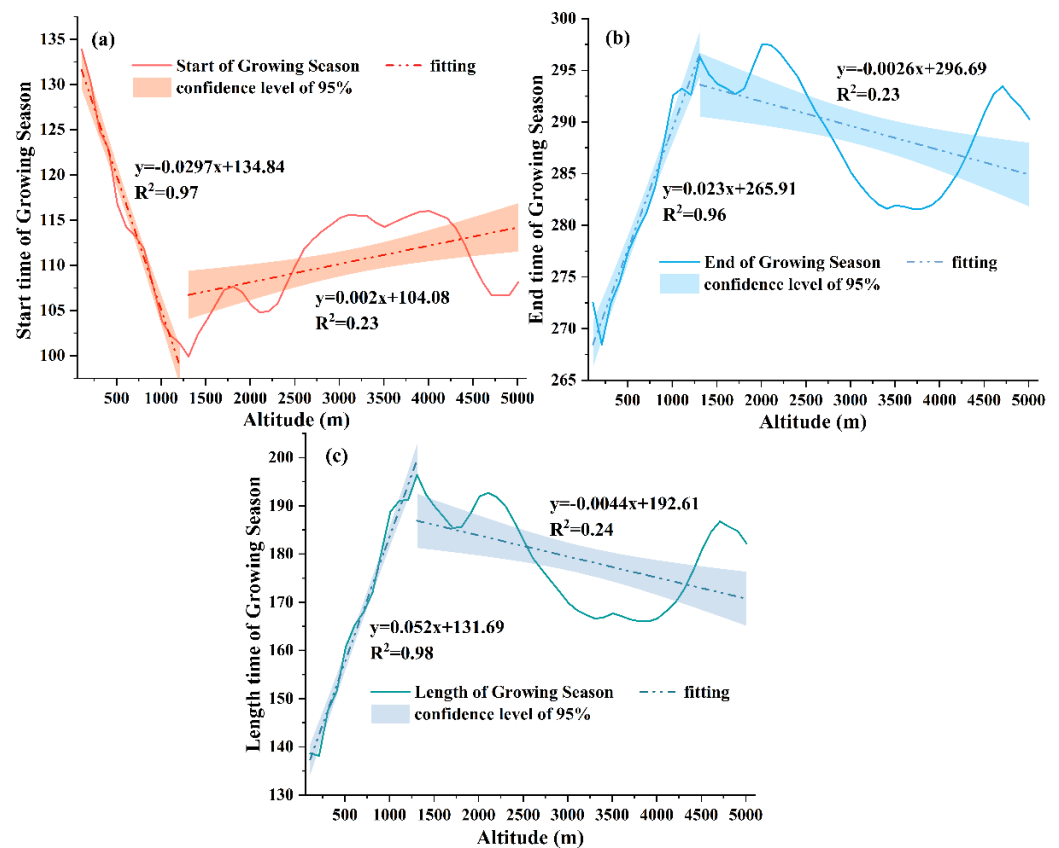 (a)
Start of Growing Season
fitting
confidence level of 95%
y=-0.0297x+134.84
R²=0.97
y=0.002x+104.08
R²=0.23
Start time of Growing Season
135
130
125
120
115
110
105
100
500 1000 1500 2000 2500 3000 3500 4000 4500 5000
Altitude (m)
(b)
y=-0.0026x+296.69
R²=0.23
y=0.023x+265.91
R²=0.96
End of Growing Season
fitting
confidence level of 95%
End time of Growing Season
300
295
290
285
280
275
270
265
500 1000 1500 2000 2500 3000 3500 4000 4500 5000
Altitude (m)
(c)
y=-0.0044x+192.61
R²=0.24
y=0.052x+131.69
R²=0.98
Length of Growing Season
fitting
confidence level of 95%
Length time of Growing Season
200
190
180
170
160
150
140
130
500 1000 1500 2000 2500 3000 3500 4000 4500 5000
Altitude (m)